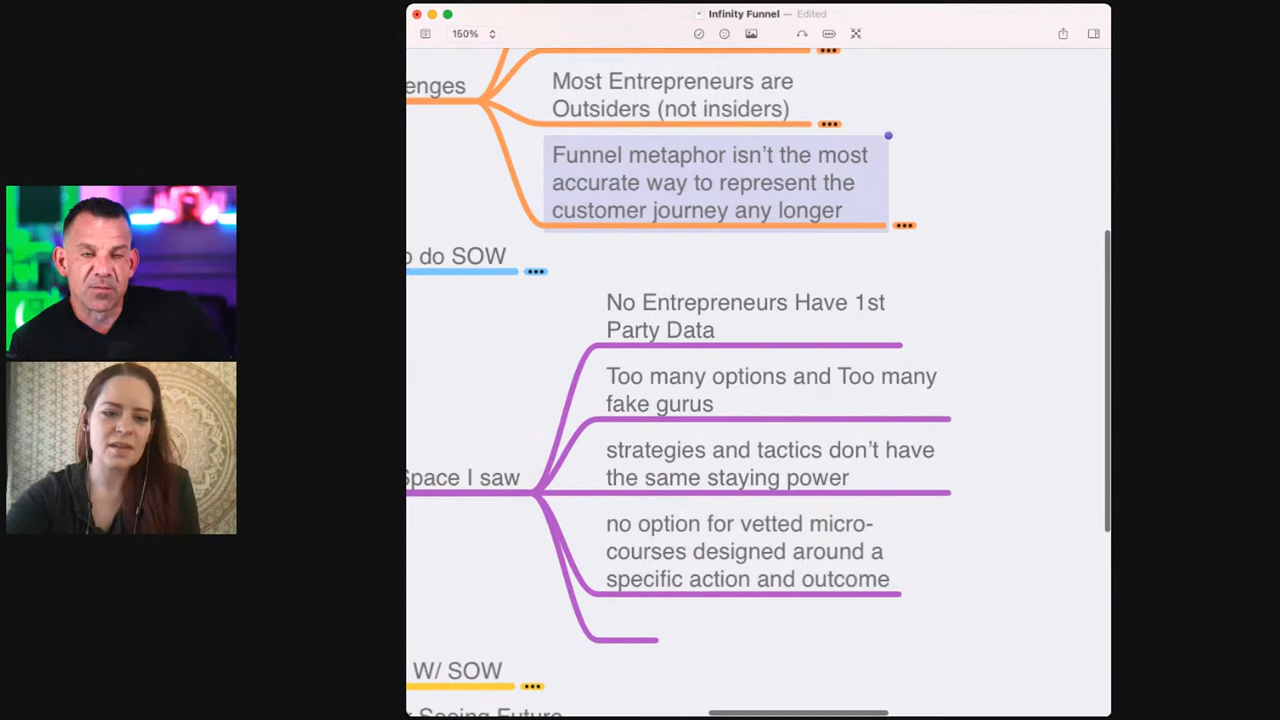 Infinity Funnel — Edited
150%
enges
Most Entrepreneurs are
Outsiders (not insiders)
Funnel metaphor isn’t the most
accurate way to represent the
customer journey any longer
o do SOW
No Entrepreneurs Have 1st
Party Data
Too many options and Too many
fake gurus
strategies and tactics don’t have
the same staying power
Space I saw
no option for vetted micro-
courses designed around a
specific action and outcome
W/ SOW
Seeing Future